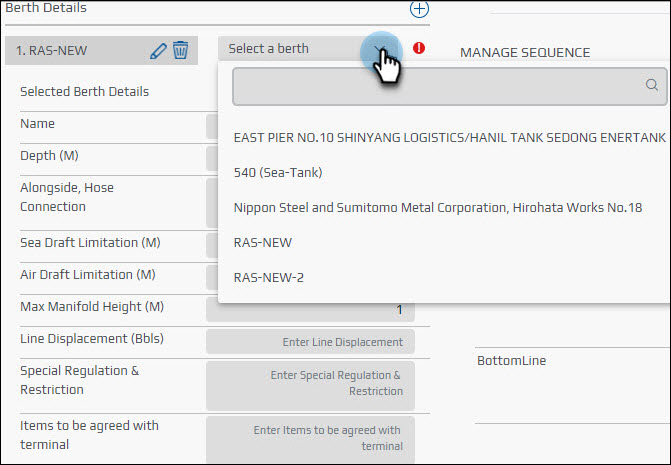 Berth Details
1. RAS-NEW
Select a berth
MANAGE SEQUENCE
Selected Berth Details
Name
EAST PIER NO.10 SHINYANG LOGISTICS/HANIL TANK SEDONG ENERTANK
Depth (M)
540 (Sea-Tank)
Alongside, Hose
Connection
Nippon Steel and Sumitomo Metal Corporation, Hirohata Works No.18
Sea Draft Limitation (M)
RAS-NEW
Air Draft Limitation (M)
RAS-NEW-2
Max Manifold Height (M)
1
Line Displacement (Bbls)
Enter Line Displacement
Special Regulation &
Restriction
Enter Special Regulation &
Restriction
BottomLine
Items to be agreed with
terminal
Enter Items to be agreed with
terminal